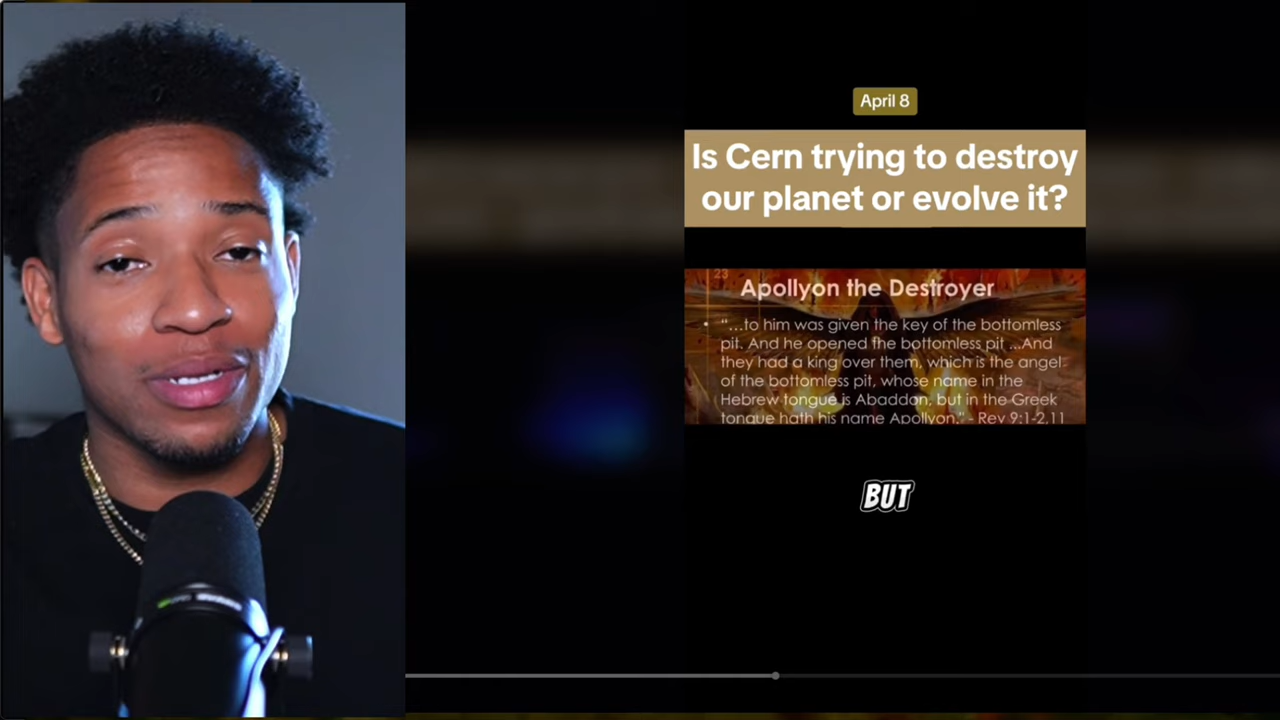 April 8
Is Cern trying to destroy
our planet or evolve it?
23
Apollyon the Destroyer
• “...to him was given the key of the bottomless
pit. And he opened the bottomless pit ...And
they had a king over them, which is the angel
of the bottomless pit, whose name in the
Hebrew tongue is Abaddon, but in the Greek
tongue hath his name Apollyon.” - Rev 9:1-2,11
BUT